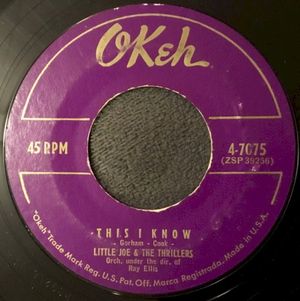 OKeh
45 RPM
4-7075
(ZSP 39256)
THIS I KNOW
- Gorham - Cook -
LITTLE JOE & THE THRILLERS
Orch. under the dir. of
Ray Ellis
"Okeh" Trade Mark Reg. U.S. Pat. Off. Marca Registrada. Made in U.S.A.